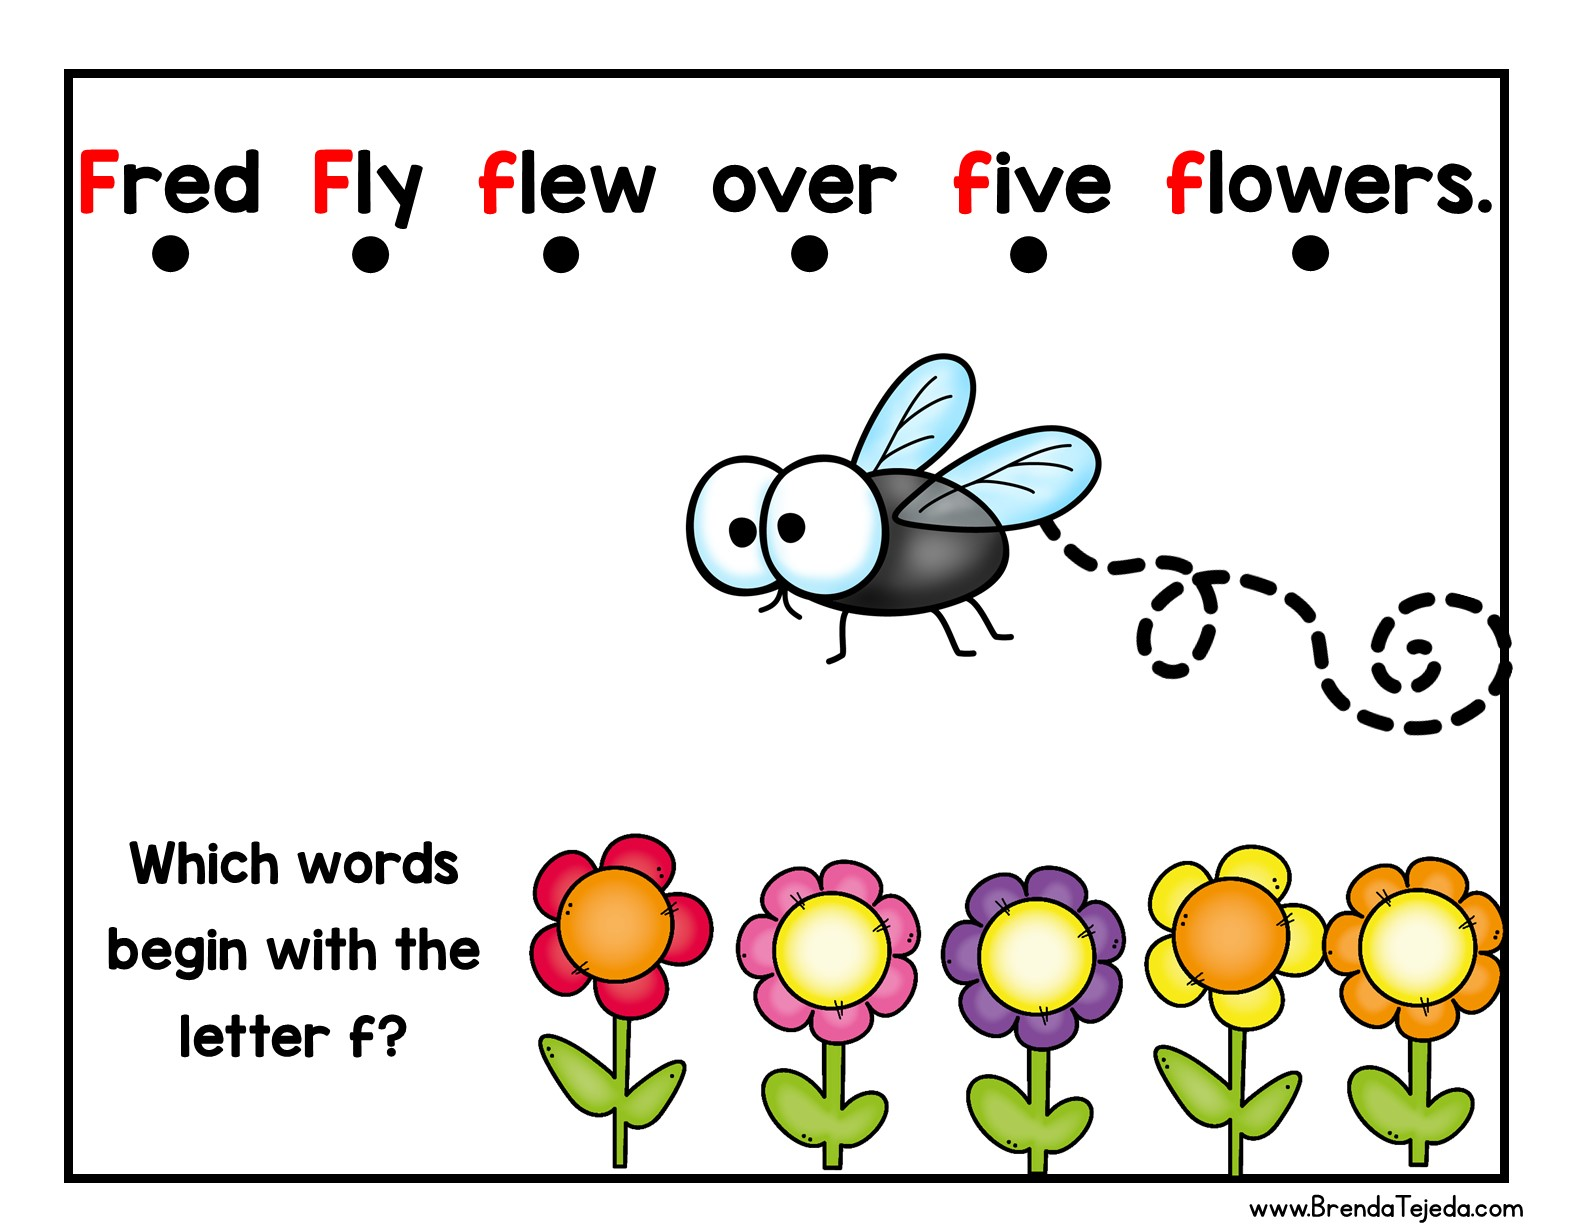 Fred Fly flew over five flowers.
Which words
begin with the
letter f?
www.BrendaTejeda.com